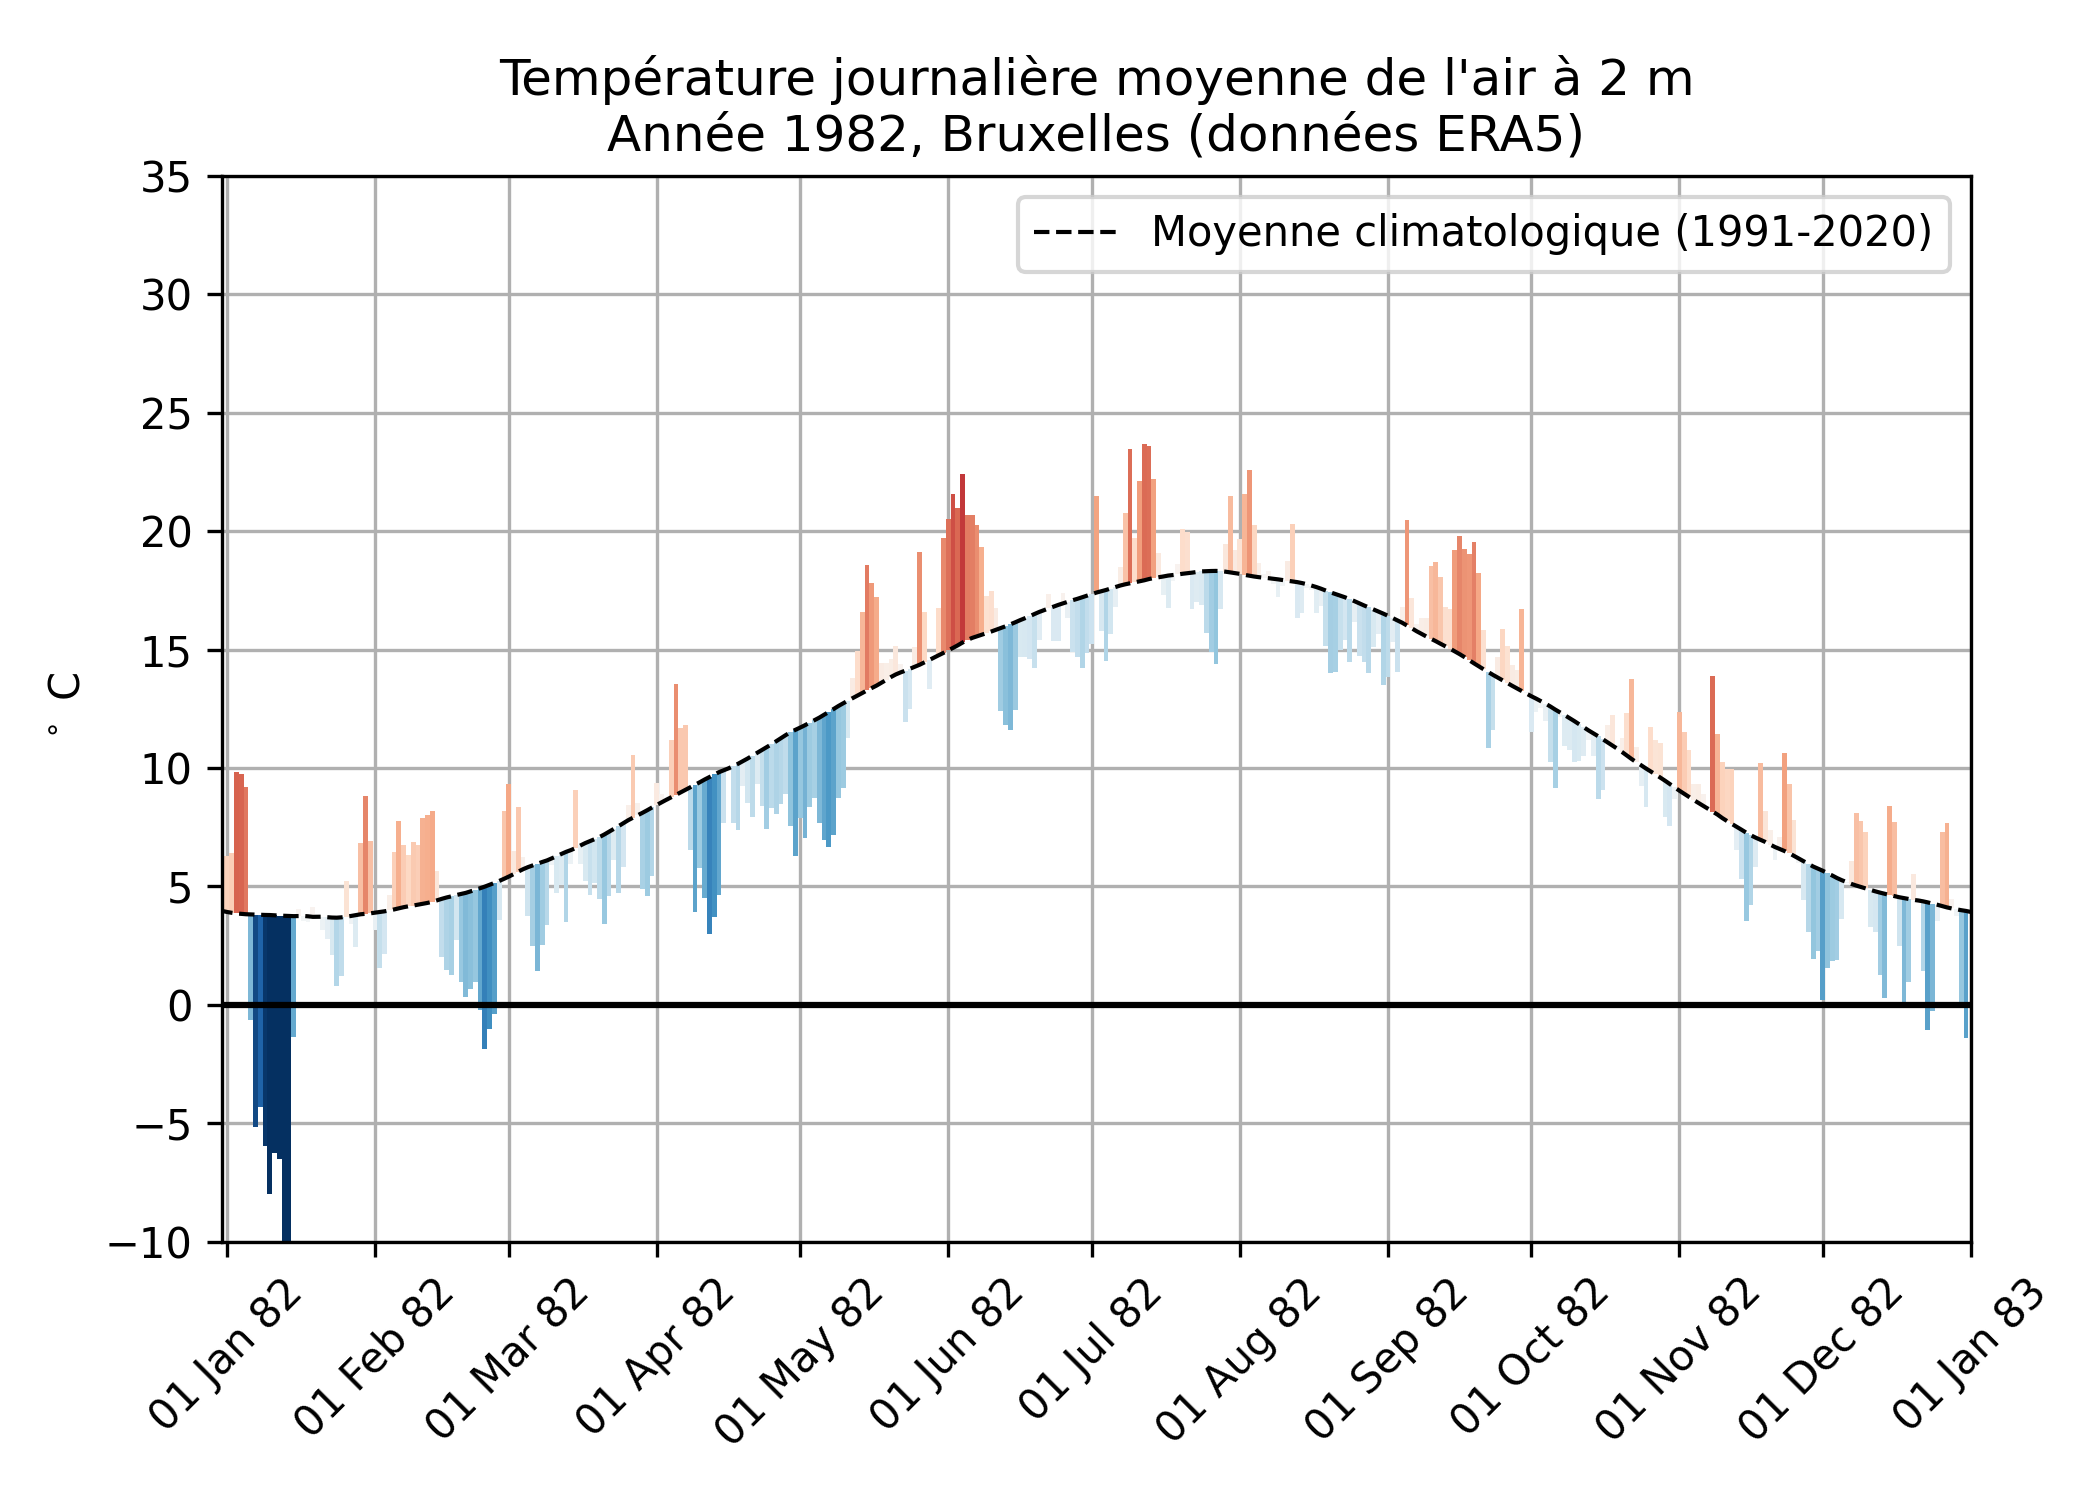 Température journalière moyenne de l'air à 2 m
Année 1982, Bruxelles (données ERA5)
Moyenne climatologique (1991-2020)
° C
35
30
25
20
15
10
5
0
−5
−10
01 Jan 82
01 Feb 82
01 Mar 82
01 Apr 82
01 May 82
01 Jun 82
01 Jul 82
01 Aug 82
01 Sep 82
01 Oct 82
01 Nov 82
01 Dec 82
01 Jan 83